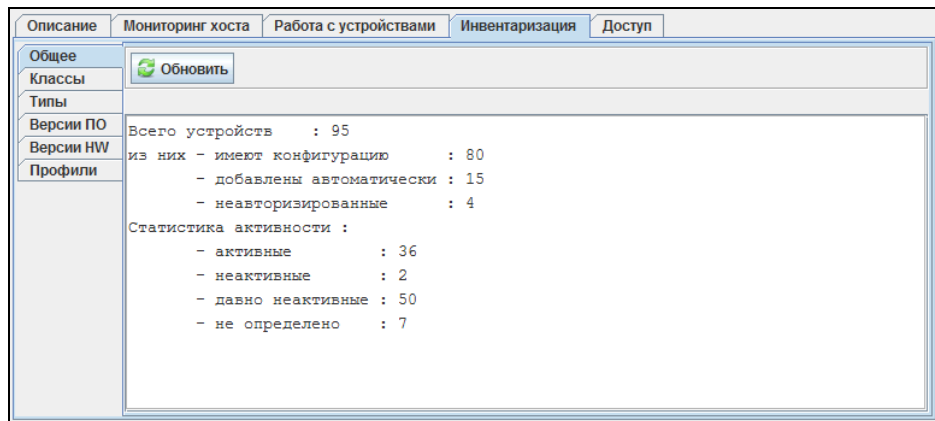 Описание Мониторинг хоста Работа с устройствами Инвентаризация Доступ
Общее
Классы
Типы
Версии ПО
Версии HW
Профили
Обновить
Всего устройств : 95
из них - имеют конфигурацию : 80
- добавлены автоматически : 15
- неавторизированные : 4
Статистика активности :
- активные : 36
- неактивные : 2
- давно неактивные : 50
- не определено : 7